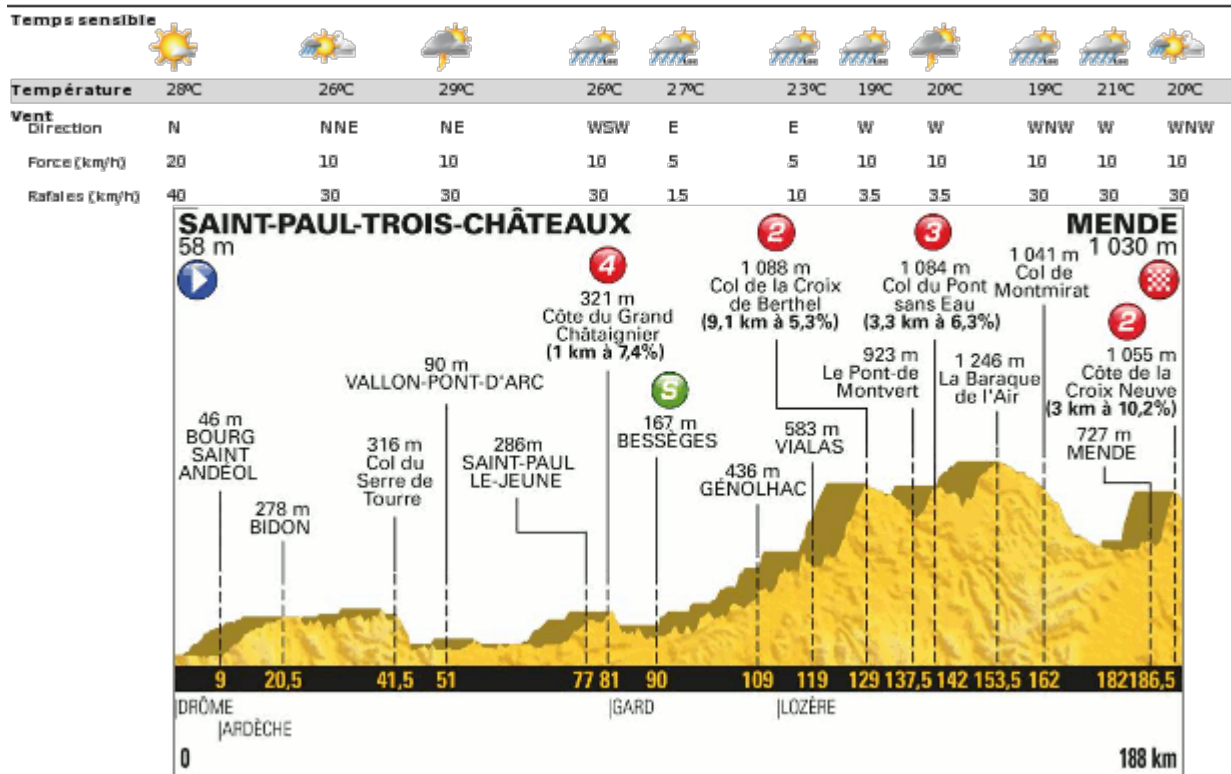 Temps sensible
Température 28ºC 26ºC 29ºC 26ºC 27ºC 23ºC 19ºC 20ºC 19ºC 21ºC 20ºC
Vent
Direction N NNE NE WSW E E W W WNW W WNW
Force (km/h) 20 10 10 10 5 5 10 10 10 10 10
Rafales (km/h) 40 30 30 30 15 10 35 35 30 30 30
SAINT-PAUL-TROIS-CHÂTEAUX
58 m
MENDE
1 030 m
46 m
BOURG
SAINT
ANDÉOL
278 m
BIDON
316 m
Col du
Serre de
Tourre
90 m
VALLON-PONT-D'ARC
286m
SAINT-PAUL
LE-JEUNE
4
321 m
Côte du Grand
Châtaignier
(1 km à 7,4%)
S
167 m
BESSÈGES
436 m
GÉNOLHAC
583 m
VIALAS
2
1 088 m
Col de la Croix
de Berthel
(9,1 km à 5,3%)
923 m
Le Pont-de
Montvert
3
1 084 m
Col du Pont
sans Eau
(3,3 km à 6,3%)
1 246 m
La Baraque
de l'Air
1 041 m
Col de
Montmirat
727 m
MENDE
2
1 055 m
Côte de la
Croix Neuve
(3 km à 10,2%)
9 20,5 41,5 51 77 81 90 109 119 129 137,5 142 153,5 162 182 186,5
DRÔME
ARDÈCHE
GARD
LOZÈRE
0 188 km